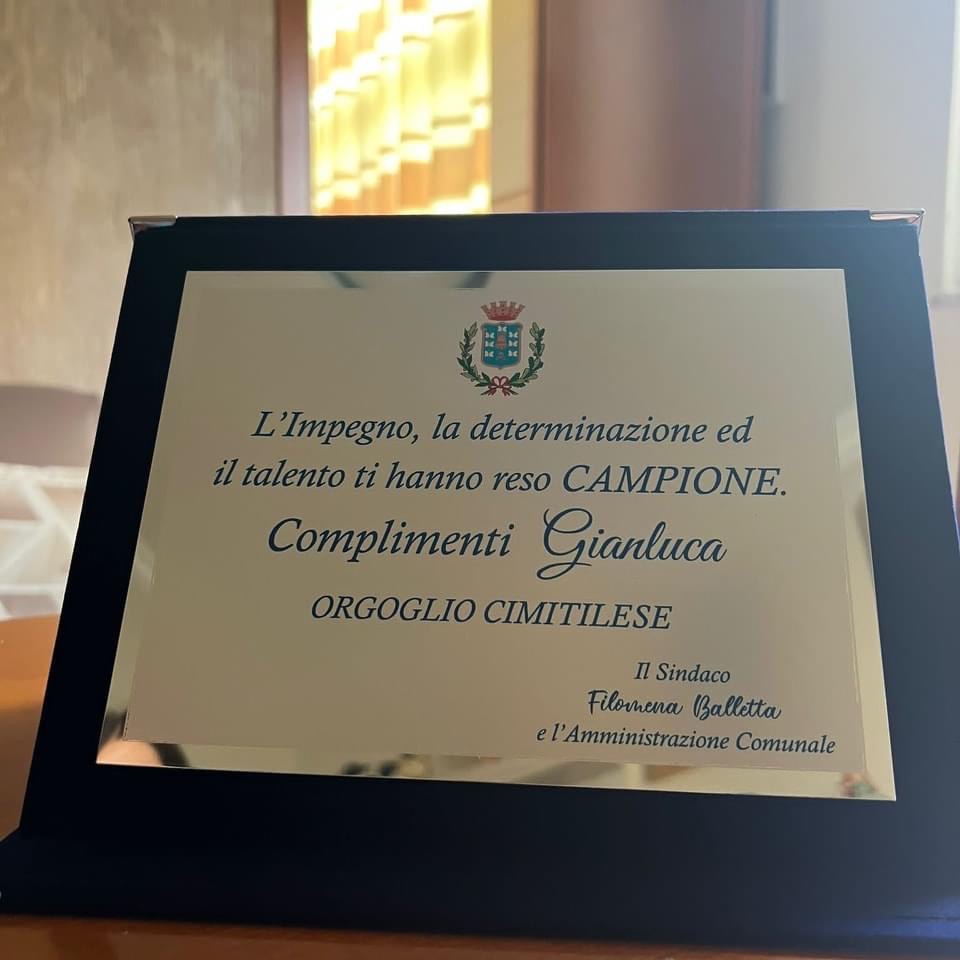 L'Impegno, la determinazione ed
il talento ti hanno reso CAMPIONE.
Complimenti Gianluca
ORGOGLIO CIMITILESE
Il Sindaco
Filomena Balletta
e l'Amministrazione Comunale